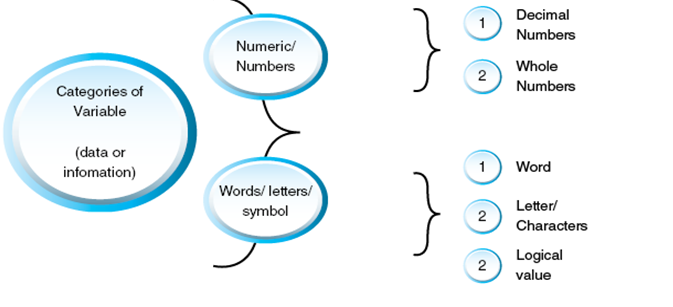 Categories of
Variable
(data or
infomation)
Numeric/
Numbers
Words/ letters/
symbol
1 Decimal
Numbers
2 Whole
Numbers
1 Word
2 Letter/
Characters
2 Logical
value